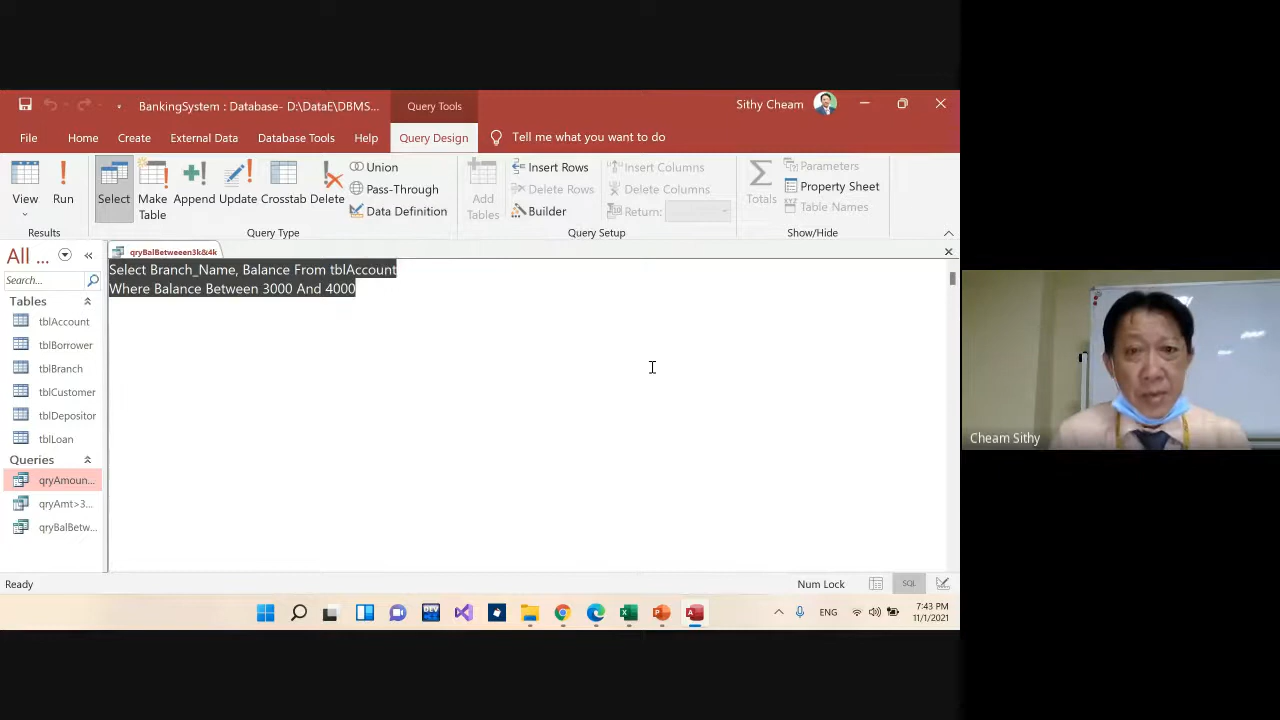 BankingSystem : Database- D:\DataE\DBMS...
Query Tools
Sithy Cheam
File
Home
Create
External Data
Database Tools
Help
Query Design
Tell me what you want to do
View
Run
Select
Make Table
Append
Update
Crosstab
Delete
Union
Pass-Through
Data Definition
Add Tables
Insert Rows
Delete Rows
Builder
Insert Columns
Delete Columns
Return:
Totals
Parameters
Property Sheet
Table Names
Results
Query Type
Query Setup
Show/Hide
All ...
qryBalBetweeen3k&4k
Search...
Select Branch_Name, Balance From tblAccount
Where Balance Between 3000 And 4000
Tables
tblAccount
tblBorrower
tblBranch
tblCustomer
tblDepositor
tblLoan
Queries
qryAmoun...
qryAmt>3...
qryBalBetw...
Cheam Sithy
Ready
Num Lock
SQL
DEV
ENG
7:43 PM
11/1/2021